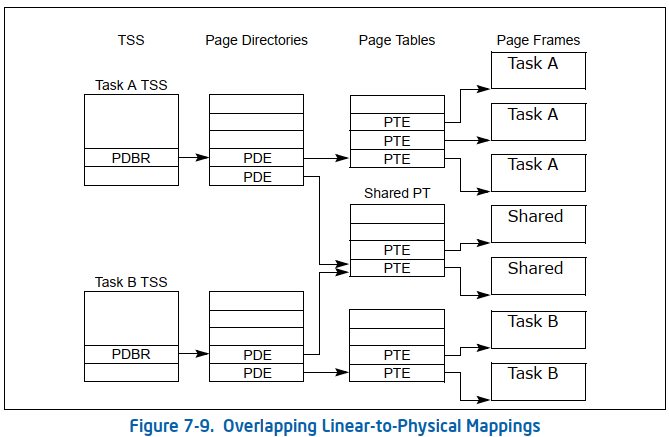 TSS Page Directories Page Tables Page Frames
Task A TSS
Task A
PTE
Task A
PTE
PDBR PDE PTE
Task A
PDE
Shared PT
Shared
PTE
PTE
Shared
Task B TSS
Task B
PDBR PDE PTE
PDE PTE
Task B
Figure 7-9. Overlapping Linear-to-Physical Mappings